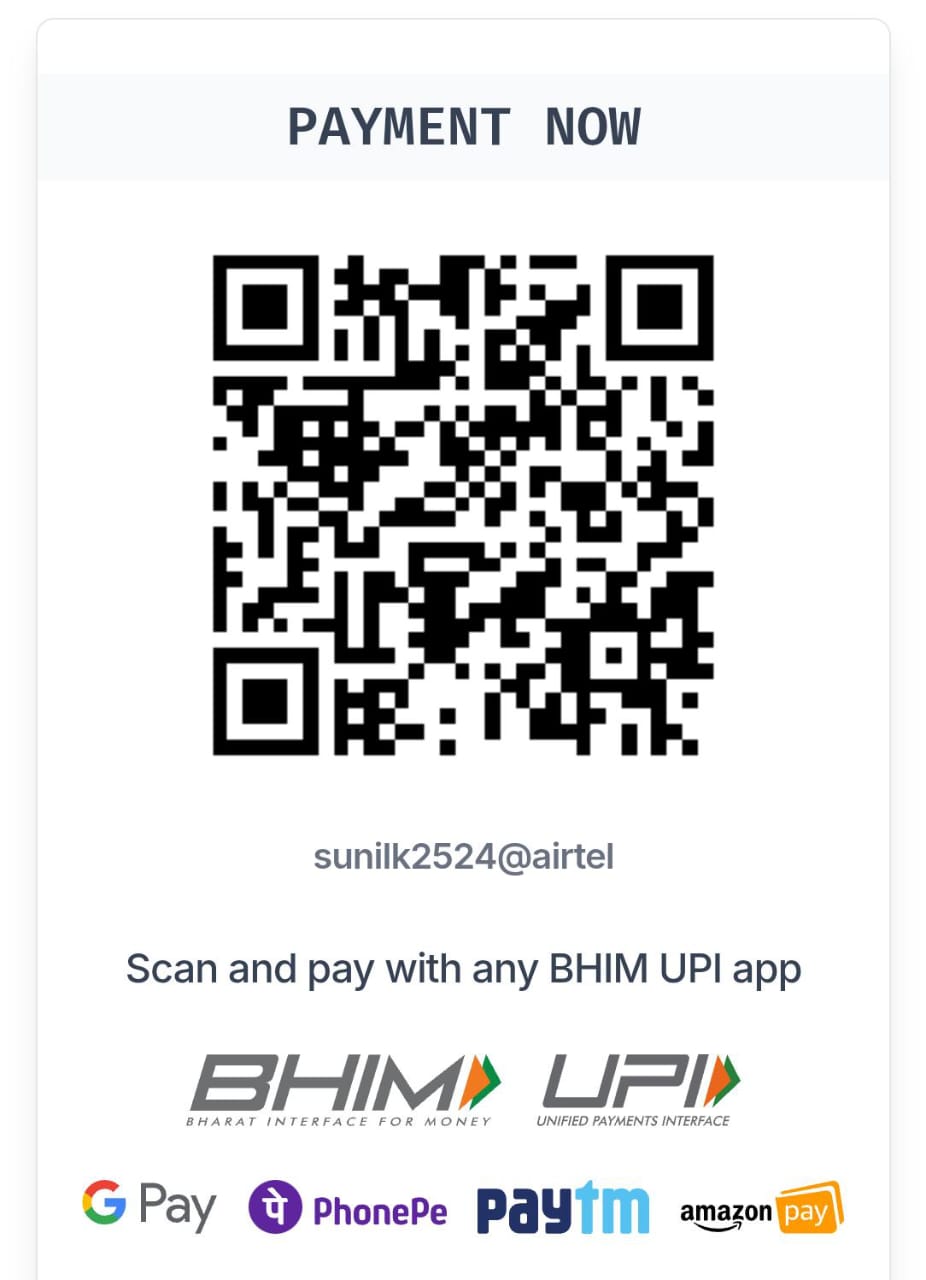 PAYMENT NOW
sunilk2524@airtel
Scan and pay with any BHIM UPI app
BHIM UPI
BHARAT INTERFACE FOR MONEY UNIFIED PAYMENTS INTERFACE
G Pay पे PhonePe paytm amazon pay